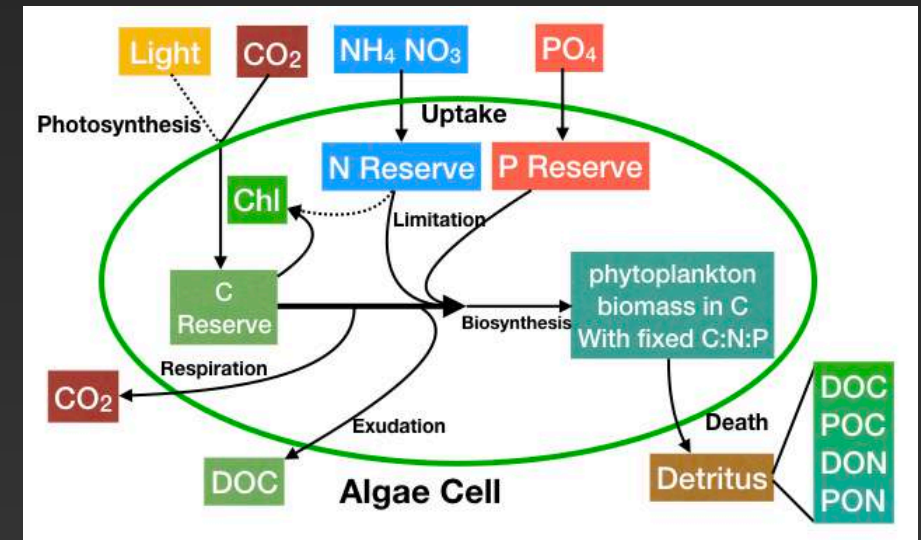 Light
CO₂
NH₄ NO₃
PO₄
Photosynthesis
Uptake
N Reserve
P Reserve
Chl
Limitation
C
Reserve
phytoplankton
biomass in C
With fixed C:N:P
Biosynthesis
Respiration
CO₂
Exudation
Death
DOC
POC
DON
PON
DOC
Algae Cell
Detritus